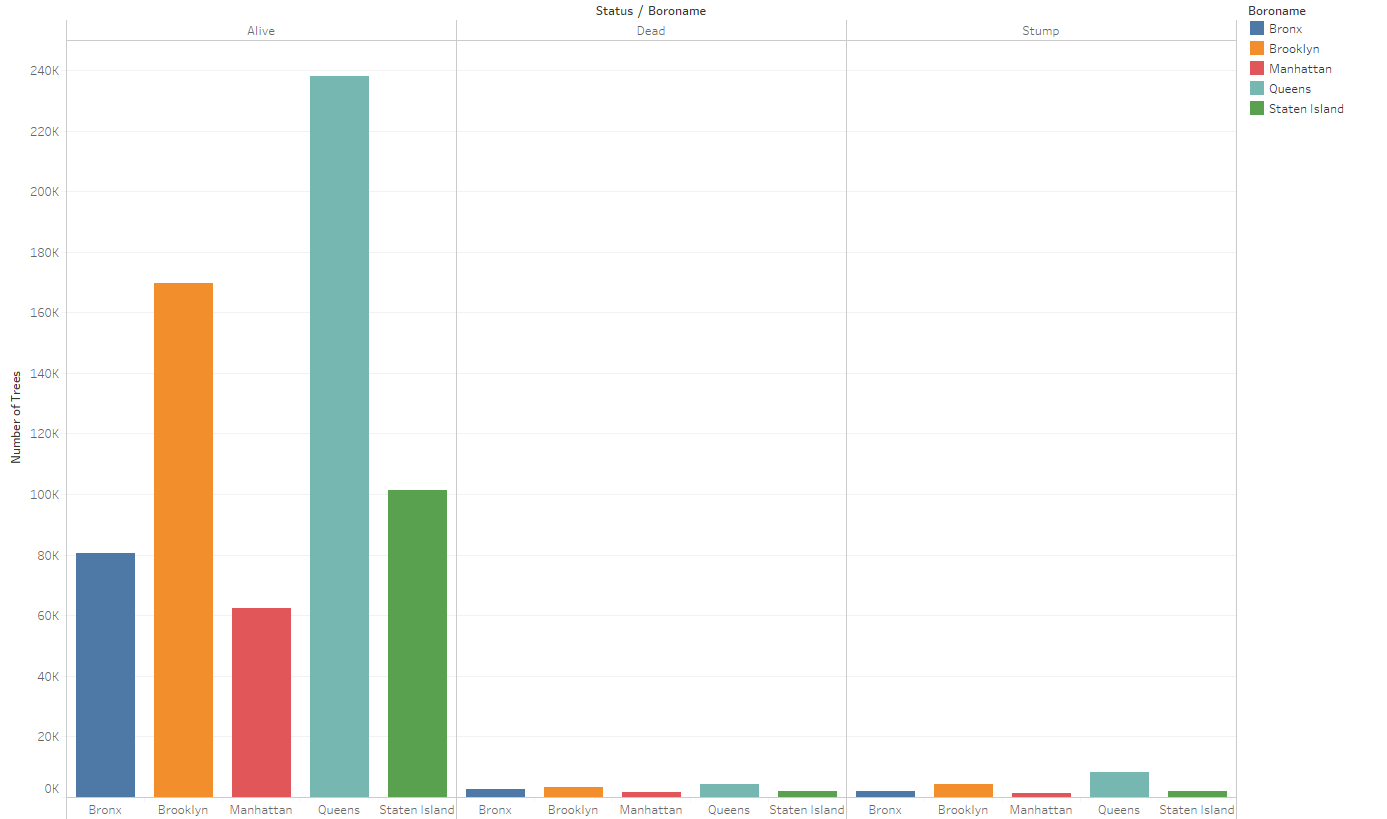 Status / Boroname
Alive Dead Stump
Boroname
Bronx
Brooklyn
Manhattan
Queens
Staten Island
Number of Trees
240K
220K
200K
180K
160K
140K
120K
100K
80K
60K
40K
20K
0K
Bronx Brooklyn Manhattan Queens Staten Island Bronx Brooklyn Manhattan Queens Staten Island Bronx Brooklyn Manhattan Queens Staten Island